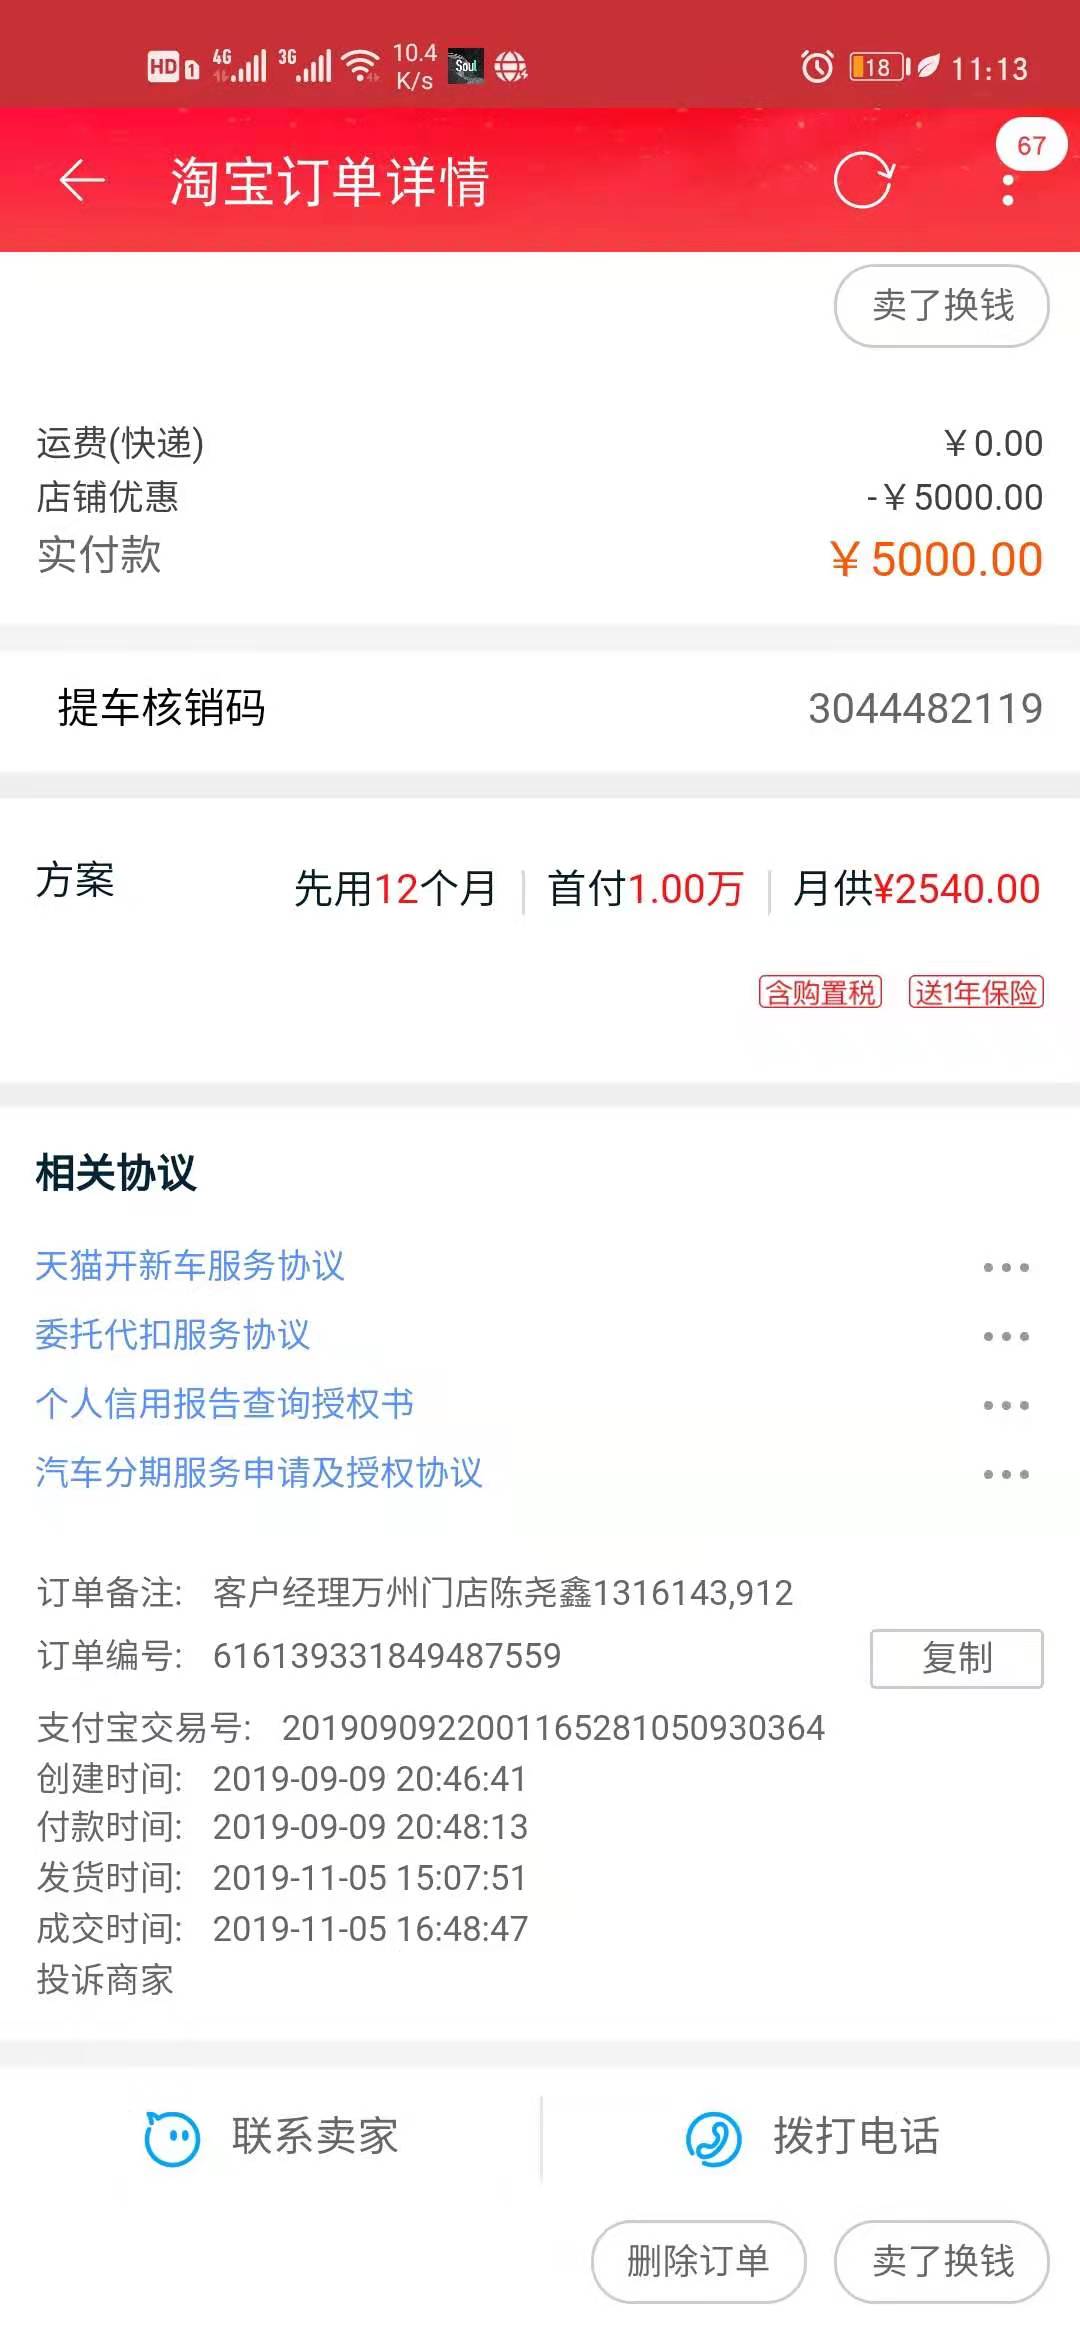 HD 1 4G 3G 10.4 K/s Soul 18 11:13
67
淘宝订单详情
卖了换钱
运费(快递) ￥0.00
店铺优惠 -￥5000.00
实付款 ￥5000.00
提车核销码 3044482119
方案 先用12个月 首付1.00万 月供¥2540.00
含购置税 送1年保险
相关协议
天猫开新车服务协议
委托代扣服务协议
个人信用报告查询授权书
汽车分期服务申请及授权协议
订单备注: 客户经理万州门店陈尧鑫1316143,912
订单编号: 616139331849487559 复制
支付宝交易号: 2019090922001165281050930364
创建时间: 2019-09-09 20:46:41
付款时间: 2019-09-09 20:48:13
发货时间: 2019-11-05 15:07:51
成交时间: 2019-11-05 16:48:47
投诉商家
联系卖家 拨打电话
删除订单 卖了换钱